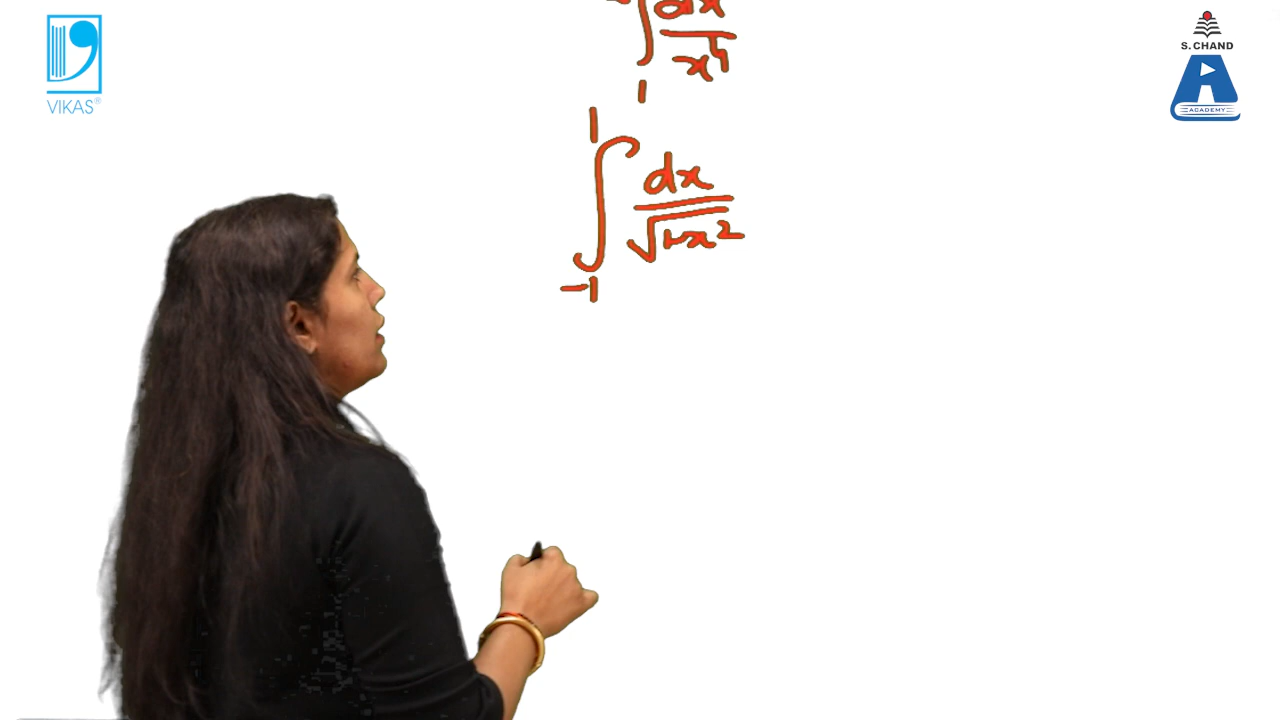 VIKAS®
S. CHAND
ACADEMY
∫ dx
x⁴
1
1
∫ dx
√1-x²
-1